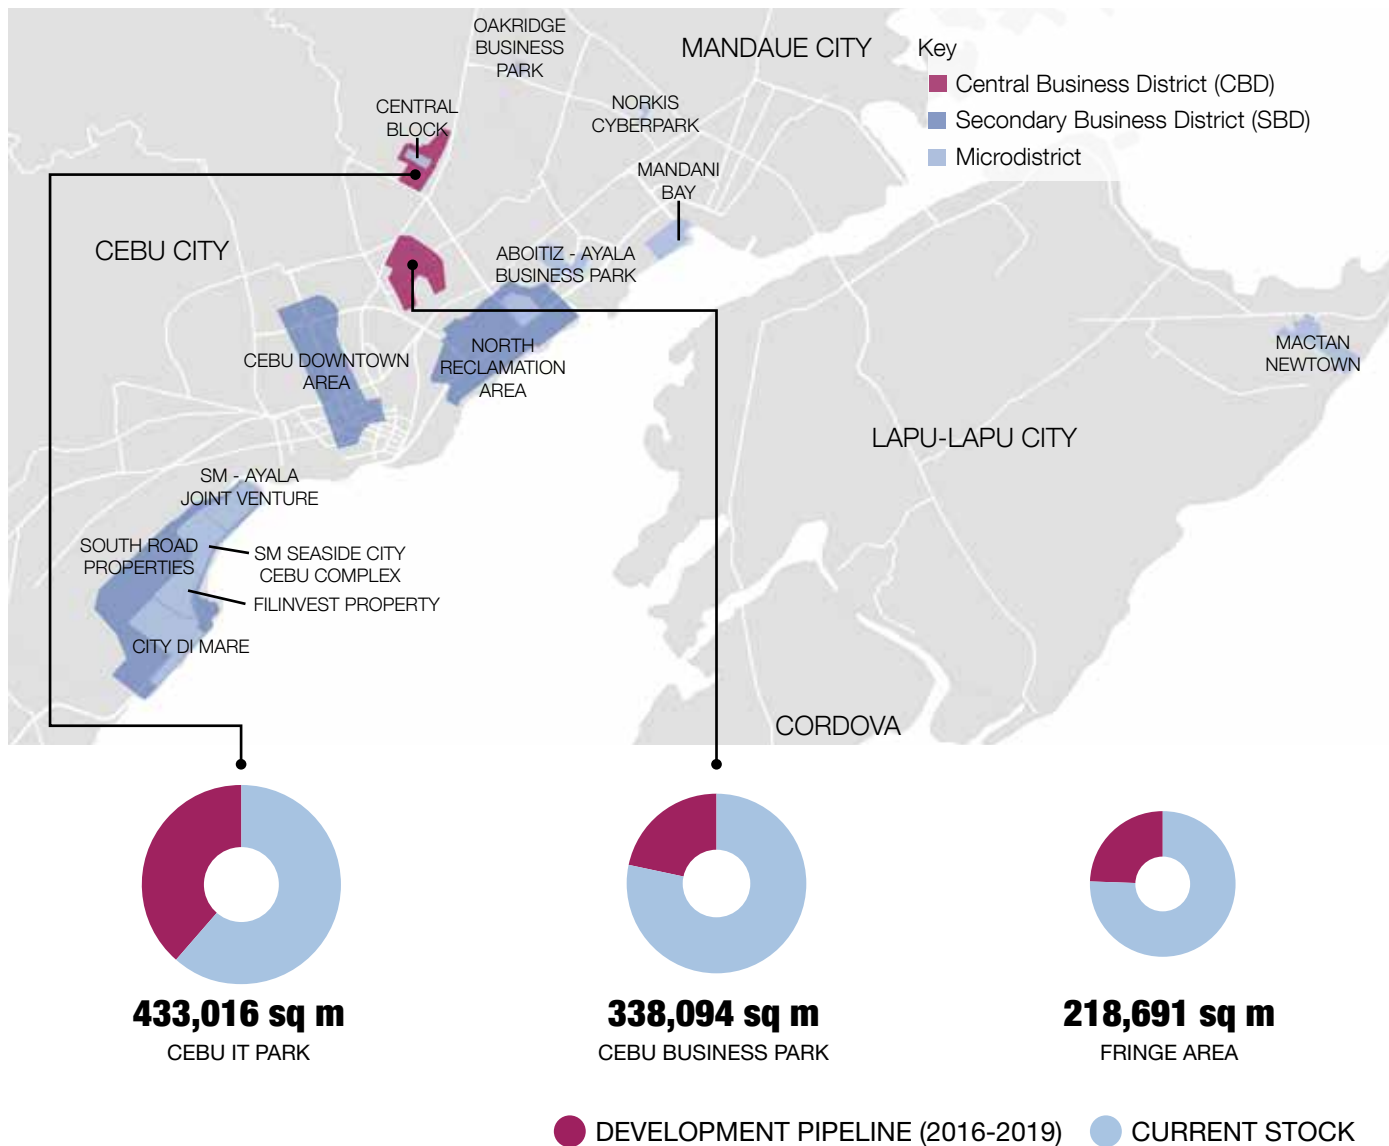 OAKRIDGE
BUSINESS
PARK
MANDAUE CITY
Key
Central Business District (CBD)
Secondary Business District (SBD)
Microdistrict
CENTRAL
BLOCK
NORKIS
CYBERPARK
MANDANI
BAY
CEBU CITY
ABOITIZ - AYALA
BUSINESS PARK
CEBU DOWNTOWN
AREA
NORTH
RECLAMATION
AREA
MACTAN
NEWTOWN
LAPU-LAPU CITY
SM - AYALA
JOINT VENTURE
SOUTH ROAD
PROPERTIES
SM SEASIDE CITY
CEBU COMPLEX
FILINVEST PROPERTY
CITY DI MARE
CORDOVA
433,016 sq m
CEBU IT PARK
338,094 sq m
CEBU BUSINESS PARK
218,691 sq m
FRINGE AREA
DEVELOPMENT PIPELINE (2016-2019)
CURRENT STOCK